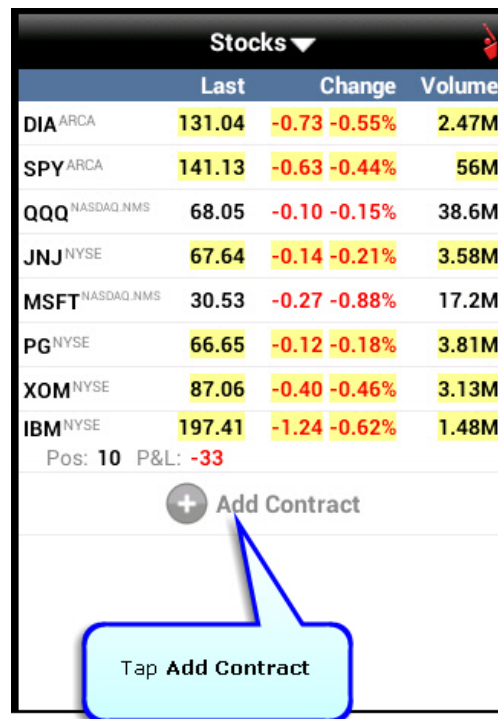 Stocks
Last Change Volume
DIA ARCA 131.04 -0.73 -0.55% 2.47M
SPY ARCA 141.13 -0.63 -0.44% 56M
QQQ NASDAQ.NMS 68.05 -0.10 -0.15% 38.6M
JNJ NYSE 67.64 -0.14 -0.21% 3.58M
MSFT NASDAQ.NMS 30.53 -0.27 -0.88% 17.2M
PG NYSE 66.65 -0.12 -0.18% 3.81M
XOM NYSE 87.06 -0.40 -0.46% 3.13M
IBM NYSE 197.41 -1.24 -0.62% 1.48M
Pos: 10 P&L: -33
Add Contract
Tap Add Contract